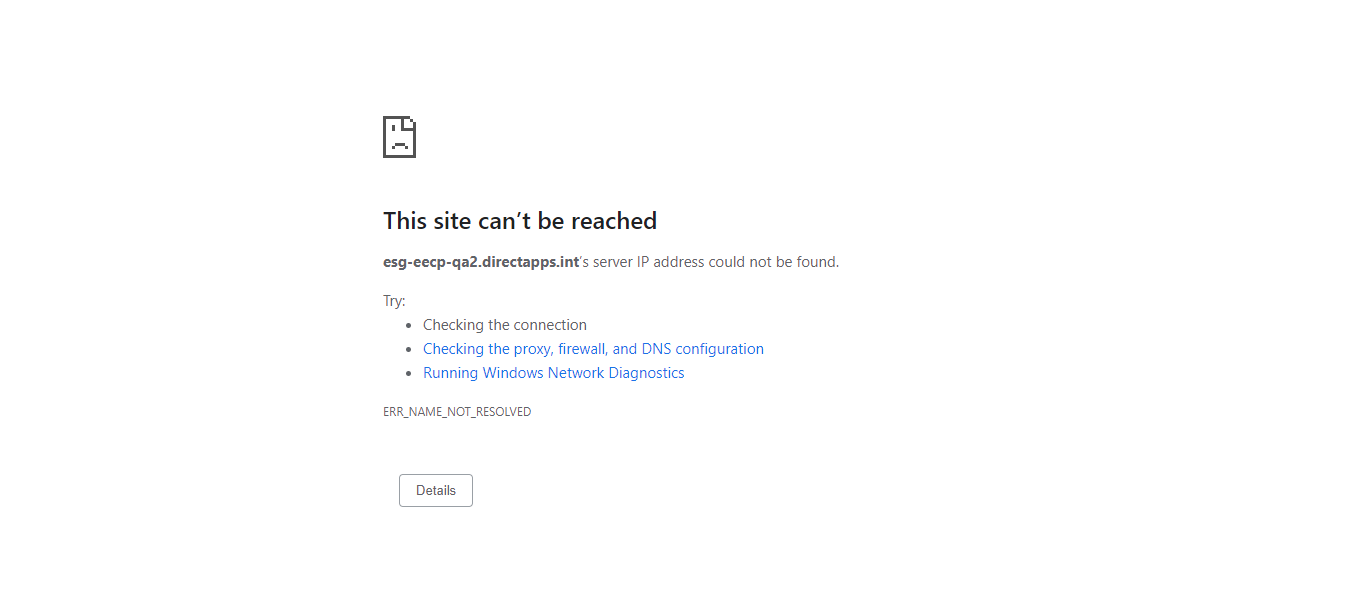 This site can’t be reached
esg-eecp-qa2.directapps.int’s server IP address could not be found.
Try:
Checking the connection
Checking the proxy, firewall, and DNS configuration
Running Windows Network Diagnostics
ERR_NAME_NOT_RESOLVED
Details